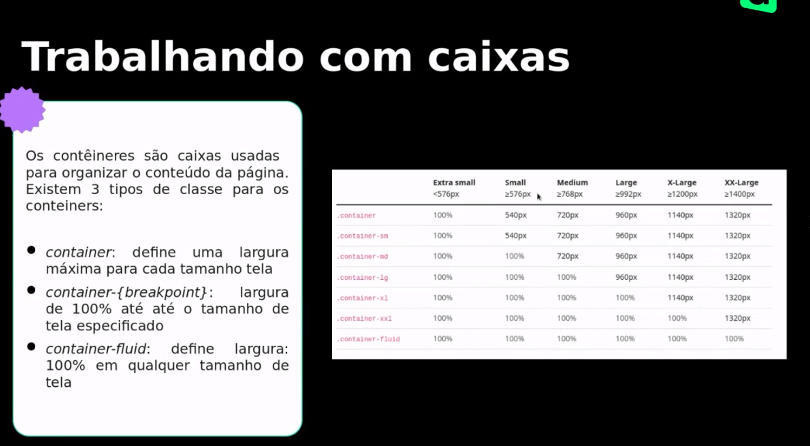 Trabalhando com caixas
Os contêineres são caixas usadas
para organizar o conteúdo da página.
Existem 3 tipos de classe para os
conteiners:
container: define uma largura
máxima para cada tamanho tela
container-{breakpoint}: largura
de 100% até até o tamanho de
tela especificado
container-fluid: define largura:
100% em qualquer tamanho de
tela
Extra small Small Medium Large X-Large XX-Large
<576px ≥576px ≥768px ≥992px ≥1200px ≥1400px
.container 100% 540px 720px 960px 1140px 1320px
.container-sm 100% 540px 720px 960px 1140px 1320px
.container-md 100% 100% 720px 960px 1140px 1320px
.container-lg 100% 100% 100% 960px 1140px 1320px
.container-xl 100% 100% 100% 100% 1140px 1320px
.container-xxl 100% 100% 100% 100% 100% 1320px
.container-fluid 100% 100% 100% 100% 100% 100%